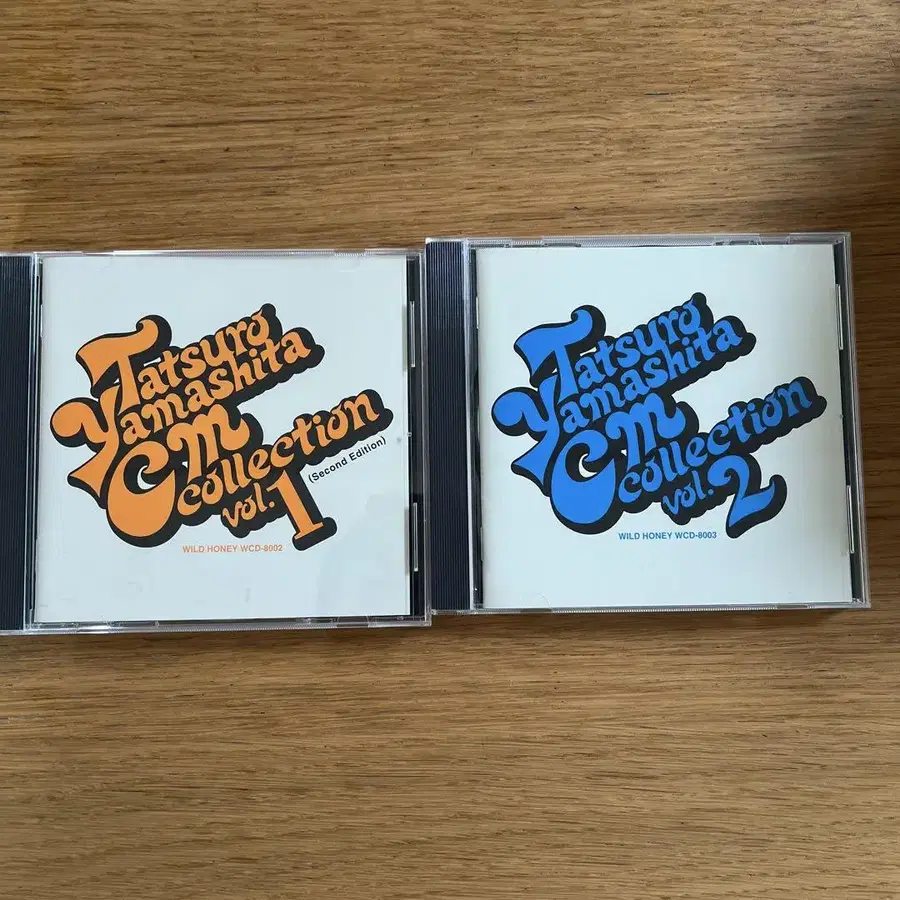 Tatsuro
Yamashita
CM
collection
(Second Edition)
vol.1
WILD HONEY WCD-8002
Tatsuro
Yamashita
CM
collection
vol.2
WILD HONEY WCD-8003